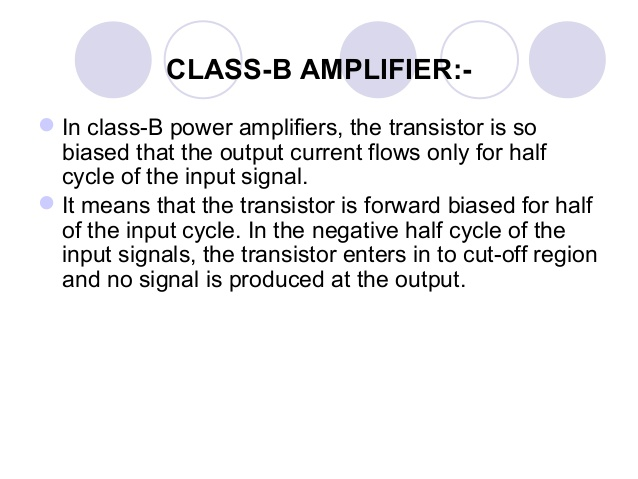 CLASS-B AMPLIFIER:-
In class-B power amplifiers, the transistor is so
biased that the output current flows only for half
cycle of the input signal.
It means that the transistor is forward biased for half
of the input cycle. In the negative half cycle of the
input signals, the transistor enters in to cut-off region
and no signal is produced at the output.